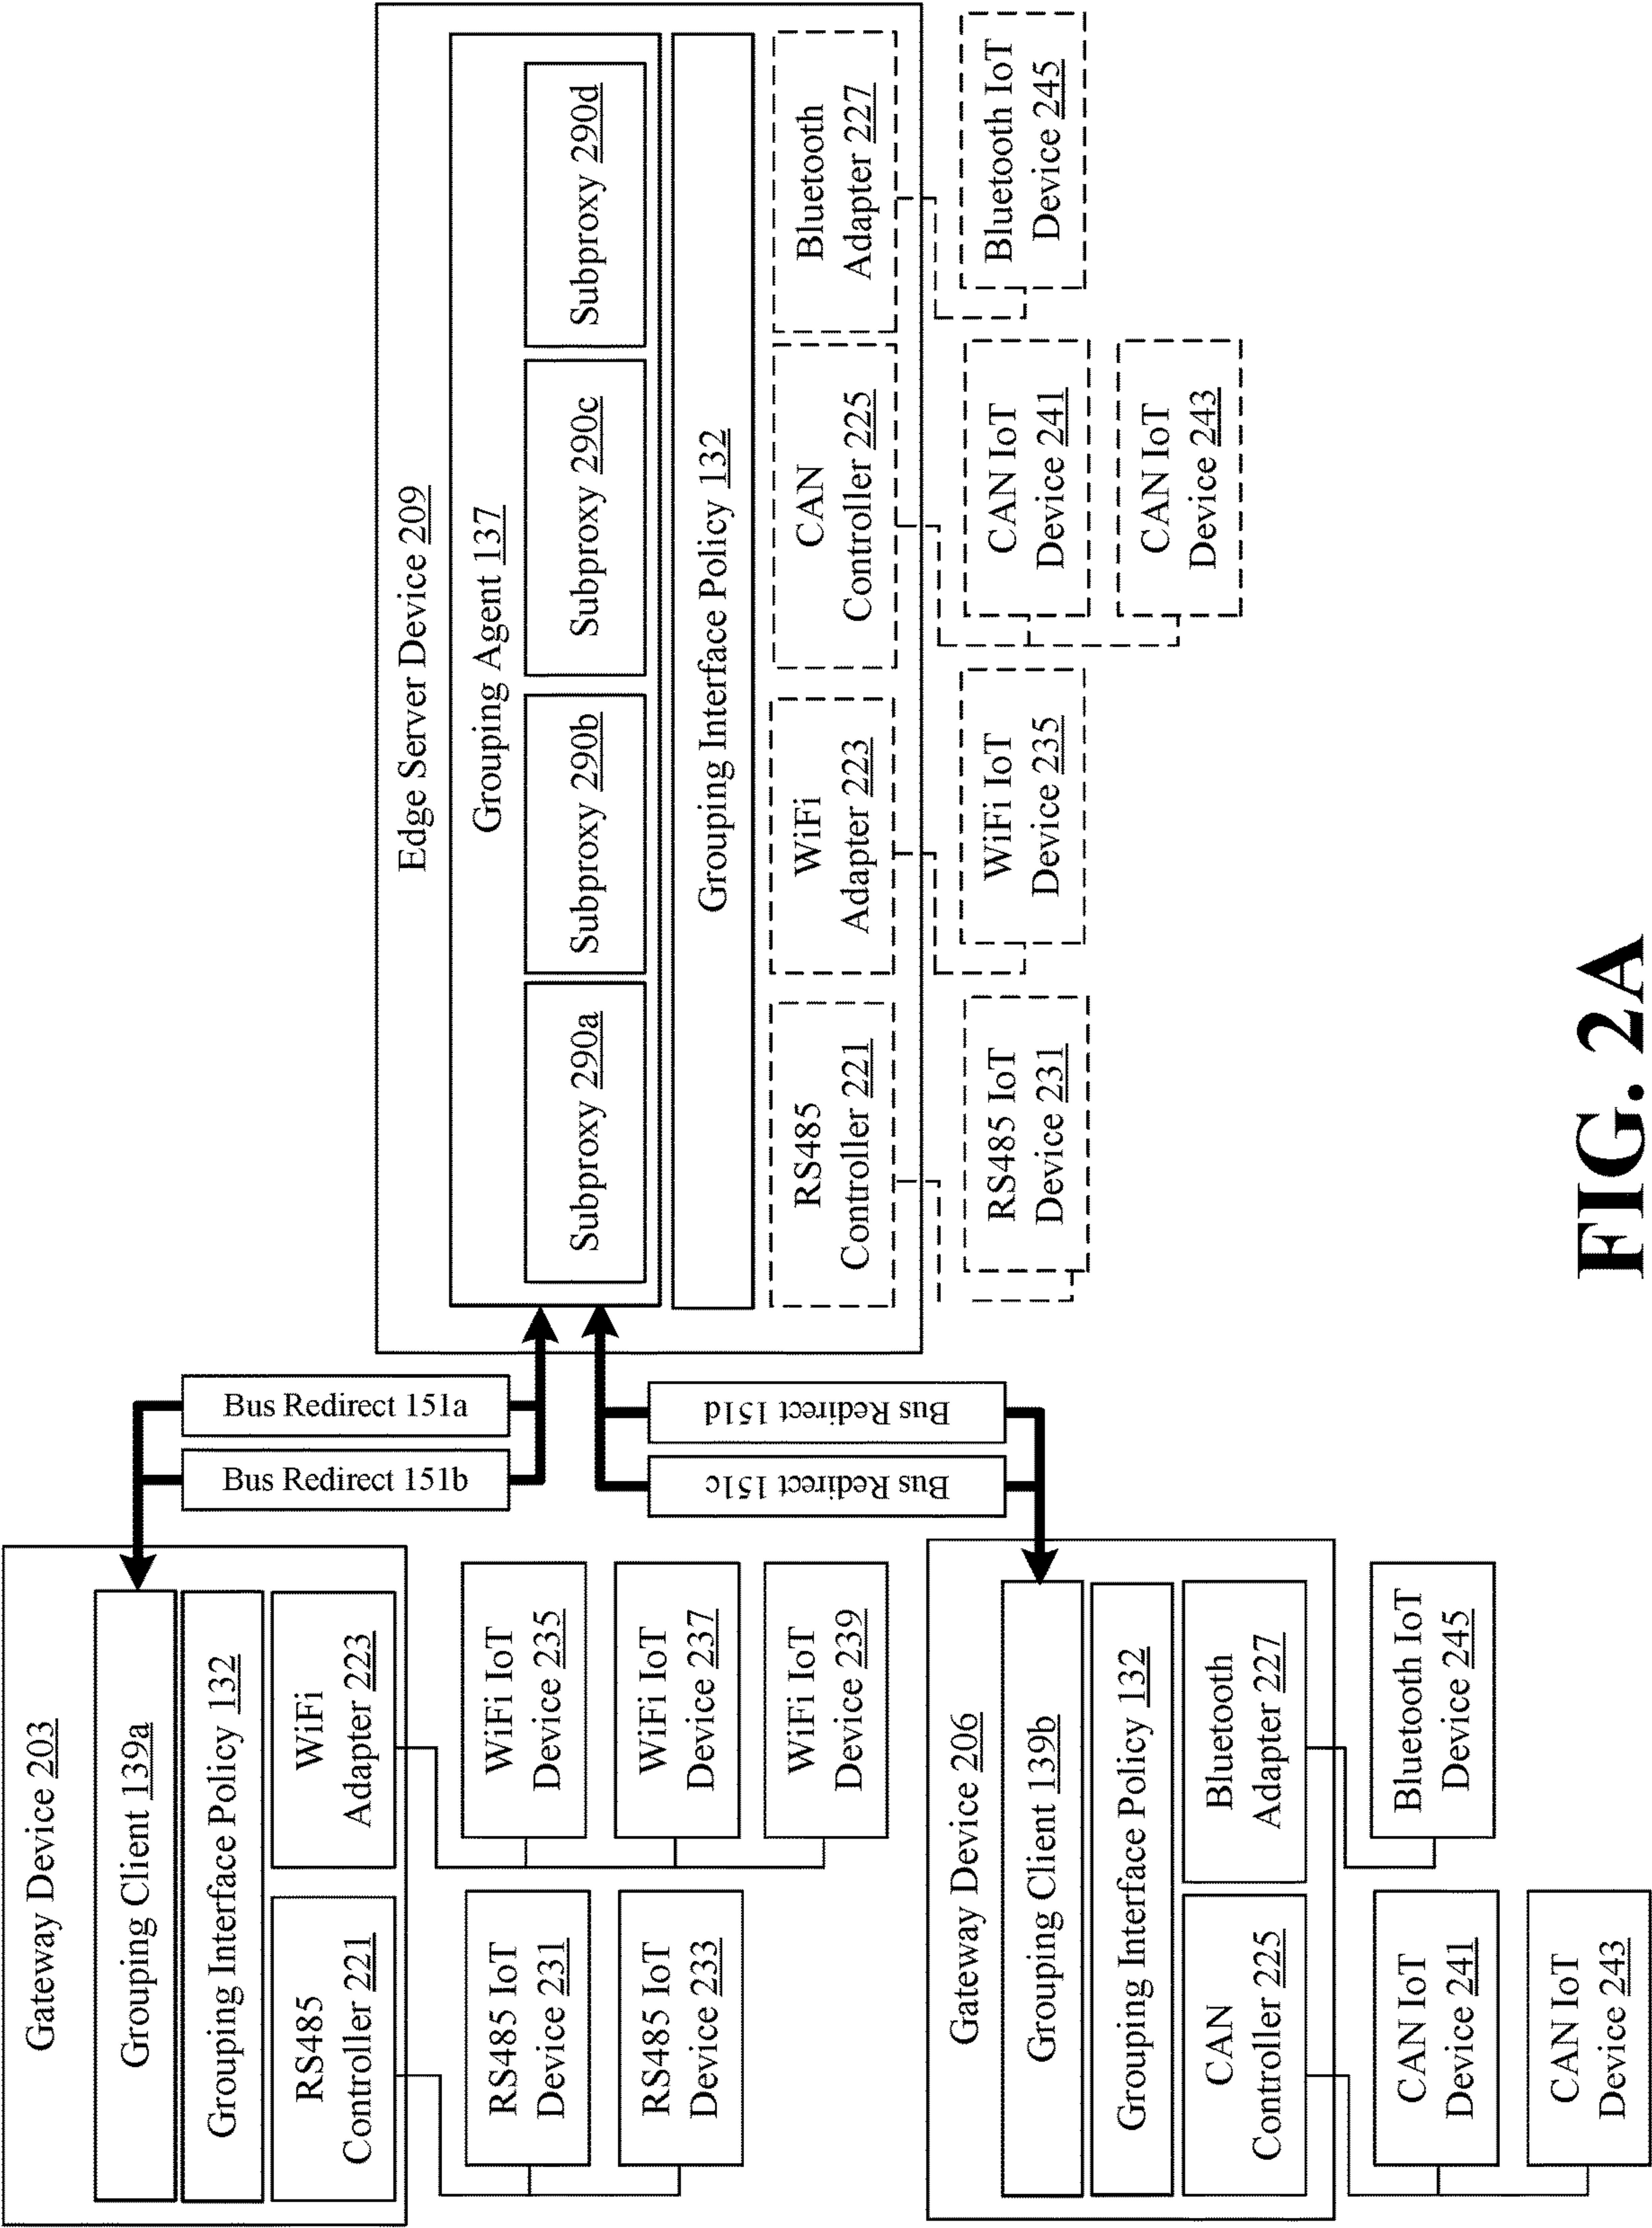 Gateway Device 203
Grouping Client 139a
Grouping Interface Policy 132
RS485
Controller 221
WiFi
Adapter 223
RS485 IoT
Device 231
RS485 IoT
Device 233
WiFi IoT
Device 235
WiFi IoT
Device 237
WiFi IoT
Device 239
Gateway Device 206
Grouping Client 139b
Grouping Interface Policy 132
CAN
Controller 225
Bluetooth
Adapter 227
CAN IoT
Device 241
CAN IoT
Device 243
Bluetooth IoT
Device 245
Bus Redirect 151b
Bus Redirect 151a
Bus Redirect 151c
Bus Redirect 151d
Edge Server Device 209
Grouping Agent 137
Subproxy 290a
Subproxy 290b
Subproxy 290c
Subproxy 290d
Grouping Interface Policy 132
RS485
Controller 221
WiFi
Adapter 223
CAN
Controller 225
Bluetooth
Adapter 227
RS485 IoT
Device 231
WiFi IoT
Device 235
CAN IoT
Device 241
CAN IoT
Device 243
Bluetooth IoT
Device 245
FIG. 2A